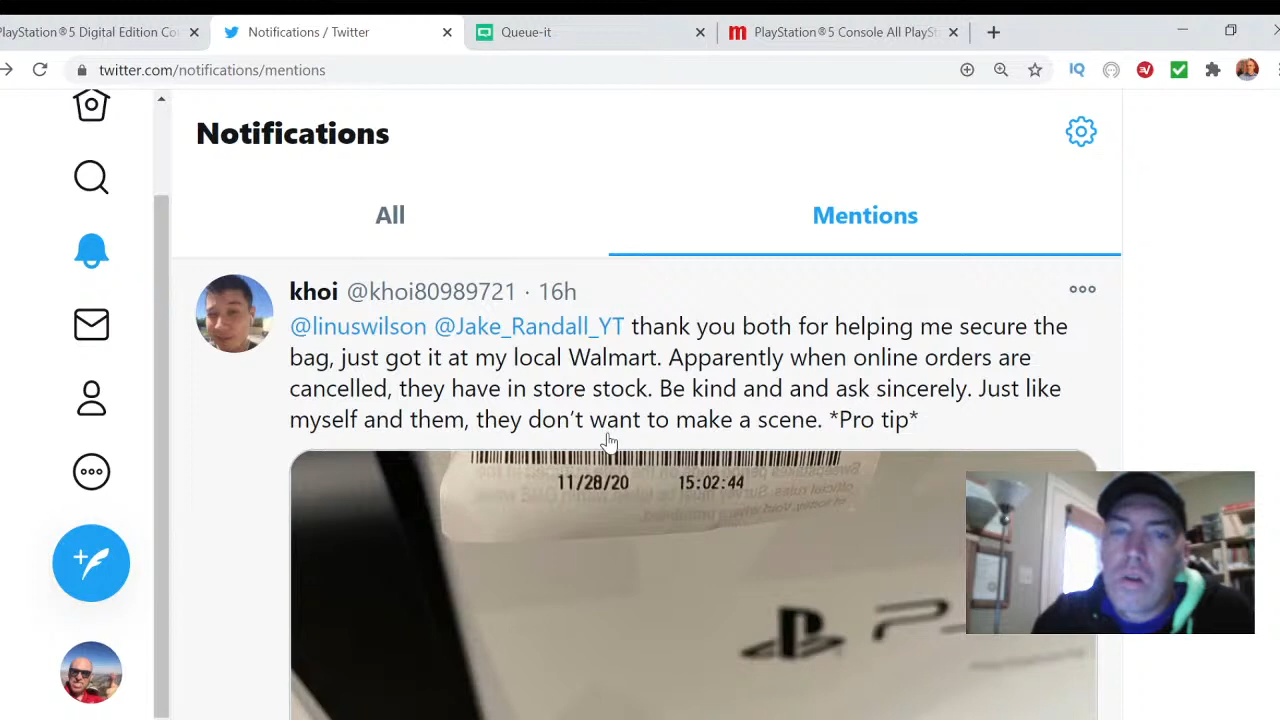 PlayStation®5 Digital Edition Co
Notifications / Twitter
Queue-it
PlayStation®5 Console All PlaySt
twitter.com/notifications/mentions
IQ
Notifications
All
Mentions
khoi @khoi80989721 · 16h
@linuswilson @Jake_Randall_YT thank you both for helping me secure the
bag, just got it at my local Walmart. Apparently when online orders are
cancelled, they have in store stock. Be kind and and ask sincerely. Just like
myself and them, they don’t want to make a scene. *Pro tip*
11/28/20 15:02:44